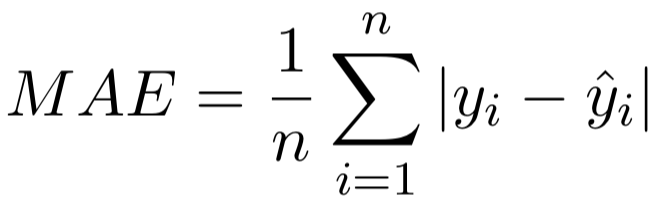 MAE = \frac{1}{n} \sum_{i=1}^{n} |y_i - \hat{y}_i|